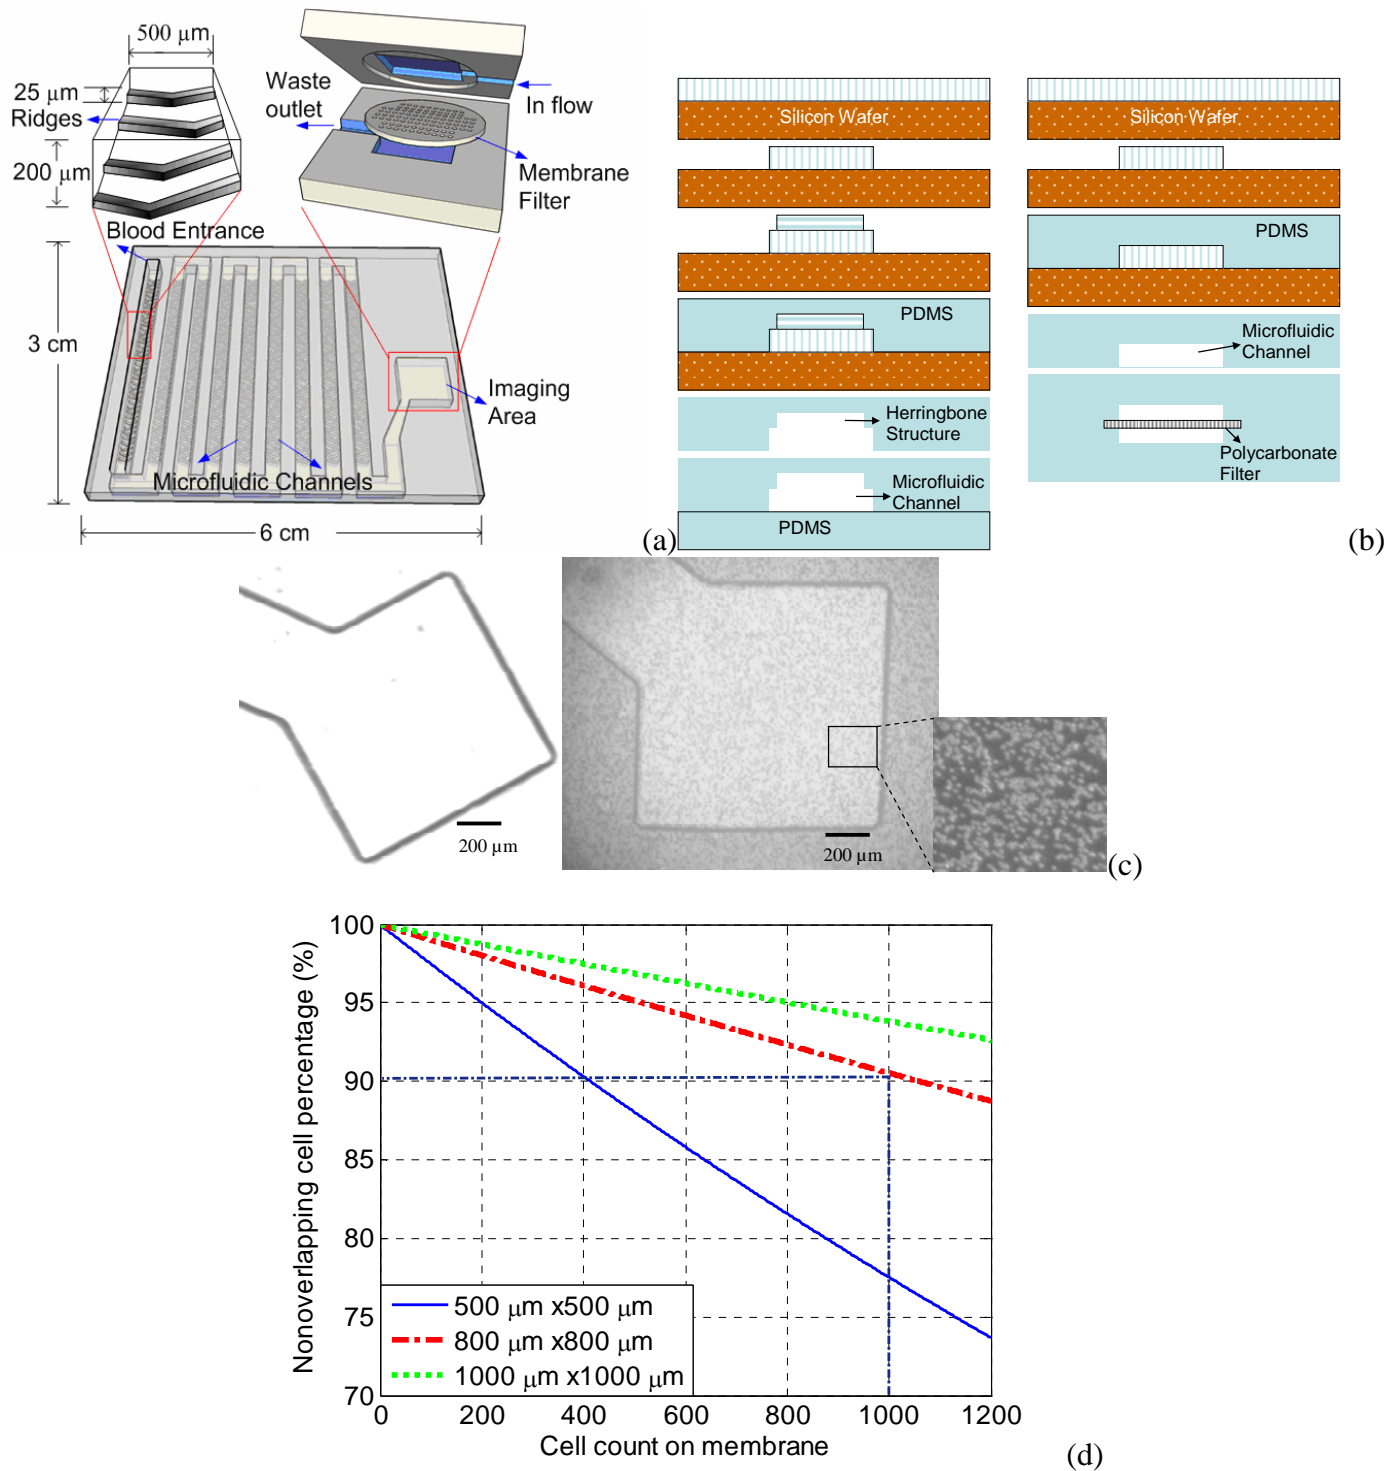 500 μm
25 μm
Ridges
200 μm
Waste
outlet
In flow
Membrane
Filter
Blood Entrance
3 cm
Imaging
Area
Microfluidic Channels
6 cm
(a)
Silicon Wafer
PDMS
Herringbone
Structure
Microfluidic
Channel
PDMS
Silicon Wafer
PDMS
Microfluidic
Channel
Polycarbonate
Filter
(b)
200 μm
200 μm
(c)
Nonoverlapping cell percentage (%)
100
95
90
85
80
75
70
500 μm x500 μm
800 μm x800 μm
1000 μm x1000 μm
0 200 400 600 800 1000 1200
Cell count on membrane
(d)